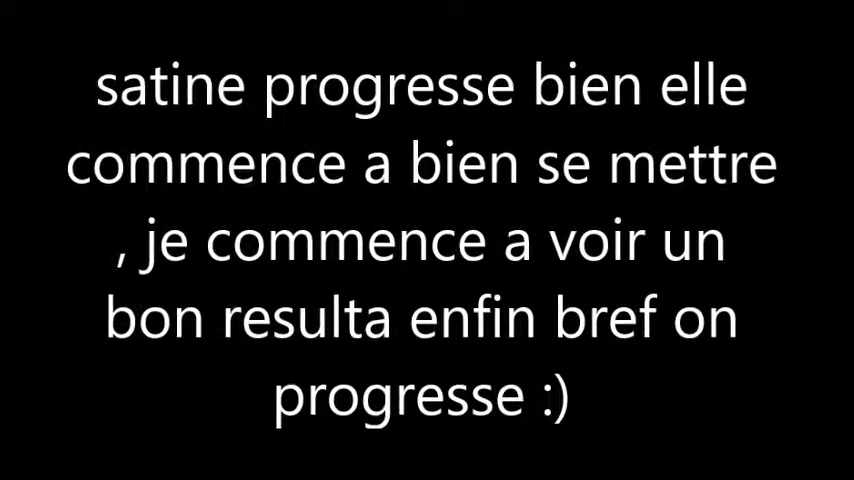 satine progresse bien elle
commence a bien se mettre
, je commence a voir un
bon resulta enfin bref on
progresse :)